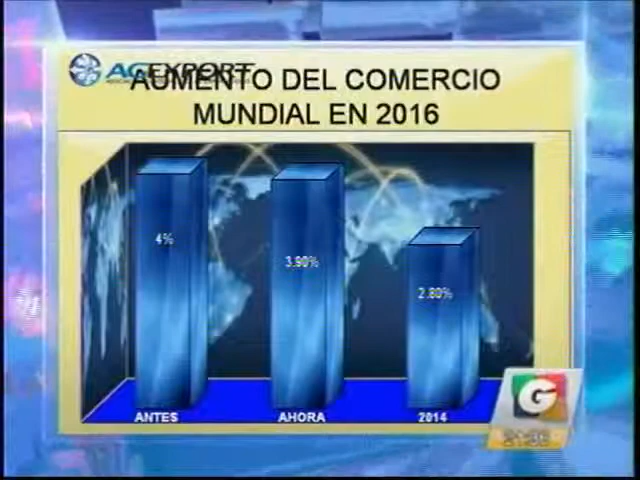 AGEXPORT
AUMENTO DEL COMERCIO
MUNDIAL EN 2016
4%
3.90%
2.80%
ANTES
AHORA
2014
G